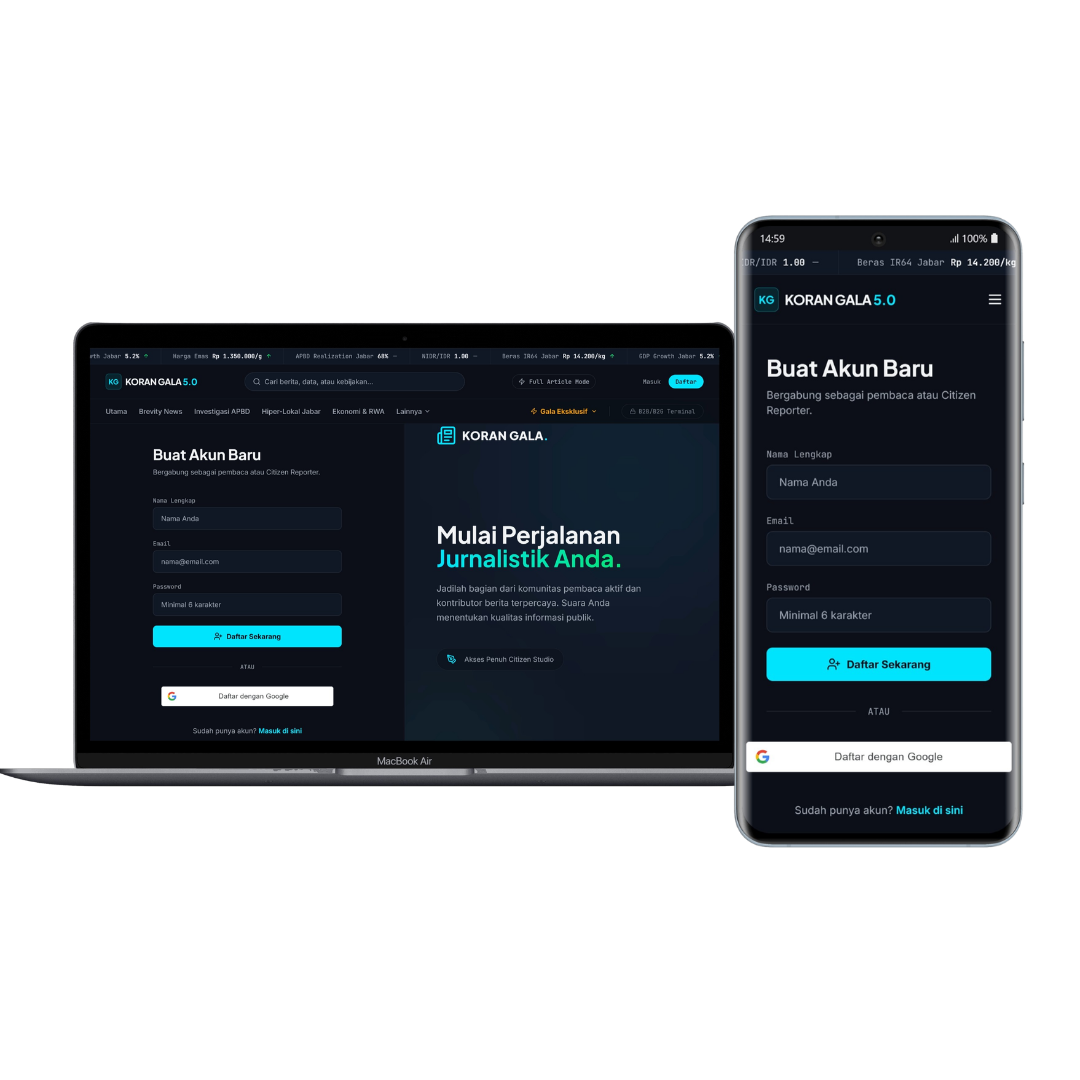 rth Jabar 5.2% ↑ Harga Emas Rp 1.350.000/g ↑ APBD Realization Jabar 68% — NIDR/IDR 1.00 — Beras IR64 Jabar Rp 14.200/kg ↑ GDP Growth Jabar 5.2%
KG KORAN GALA 5.0 Cari berita, data, atau kebijakan... Full Article Mode Masuk Daftar
Utama Brevity News Investigasi APBD Hiper-Lokal Jabar Ekonomi & RWA Lainnya Gala Eksklusif B2B/B2G Terminal
Buat Akun Baru
Bergabung sebagai pembaca atau Citizen Reporter.
Nama Lengkap
Nama Anda
Email
nama@email.com
Password
Minimal 6 karakter
Daftar Sekarang
ATAU
Daftar dengan Google
Sudah punya akun? Masuk di sini
KORAN GALA.
Mulai Perjalanan
Jurnalistik Anda.
Jadilah bagian dari komunitas pembaca aktif dan
kontributor berita terpercaya. Suara Anda
menentukan kualitas informasi publik.
Akses Penuh Citizen Studio
MacBook Air
14:59 100%
DR/IDR 1.00 — Beras IR64 Jabar Rp 14.200/kg
KG KORAN GALA 5.0
Buat Akun Baru
Bergabung sebagai pembaca atau Citizen
Reporter.
Nama Lengkap
Nama Anda
Email
nama@email.com
Password
Minimal 6 karakter
Daftar Sekarang
ATAU
Daftar dengan Google
Sudah punya akun? Masuk di sini